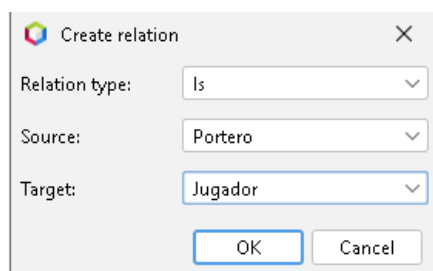 Create relation
Relation type: Is
Source: Portero
Target: Jugador
OK Cancel